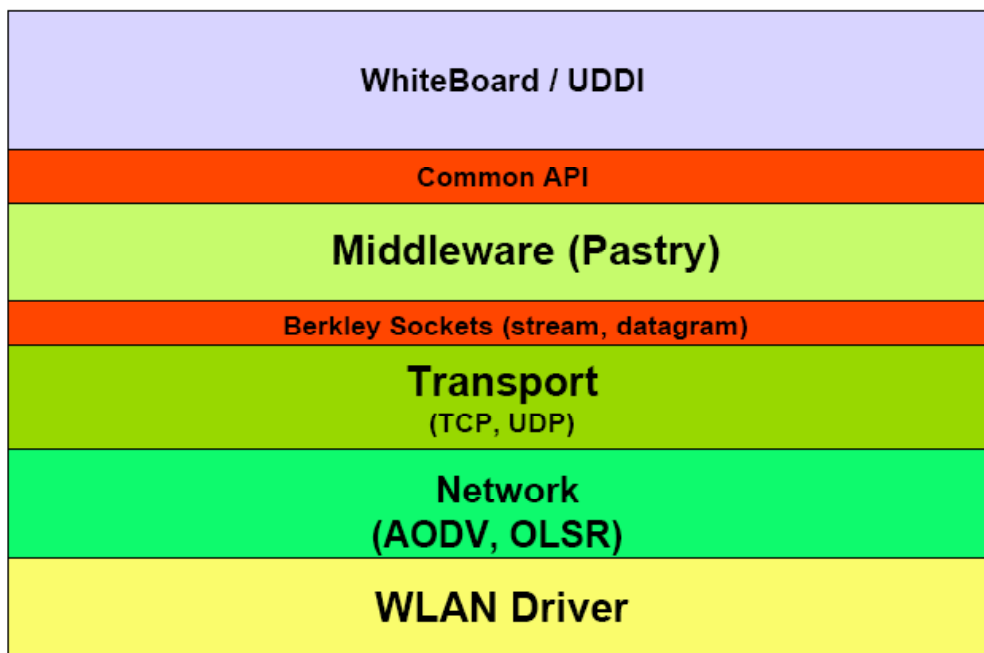 WhiteBoard / UDDI
Common API
Middleware (Pastry)
Berkley Sockets (stream, datagram)
Transport
(TCP, UDP)
Network
(AODV, OLSR)
WLAN Driver